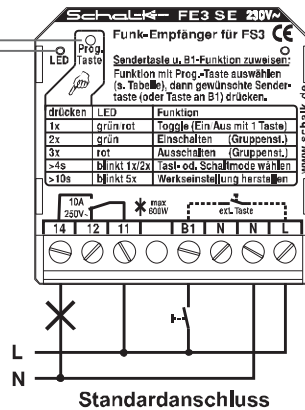 Schalk FE3 SE 230V~
Funk-Empfänger für FS3 CE
LED
Prog. Taste
Sendertaste u. B1-Funktion zuweisen:
Funktion mit Prog.-Taste auswählen
(s. Tabelle), dann gewünschte Sender-
taste (oder Taste an B1) drücken.
drücken LED Funktion
1x grün/rot Toggle (Ein/Aus mit 1 Taste)
2x grün Einschalten (Gruppenst.)
3x rot Ausschalten (Gruppenst.)
>4s blinkt 1x/2x Tast- od. Schaltmode wählen
>10s blinkt 5x Werkseinstellung herstellen
www.schalk.de
10A
250V~
max
600W
ext. Taste
14 12 11 B1 N N L
L
N
Standardanschluss